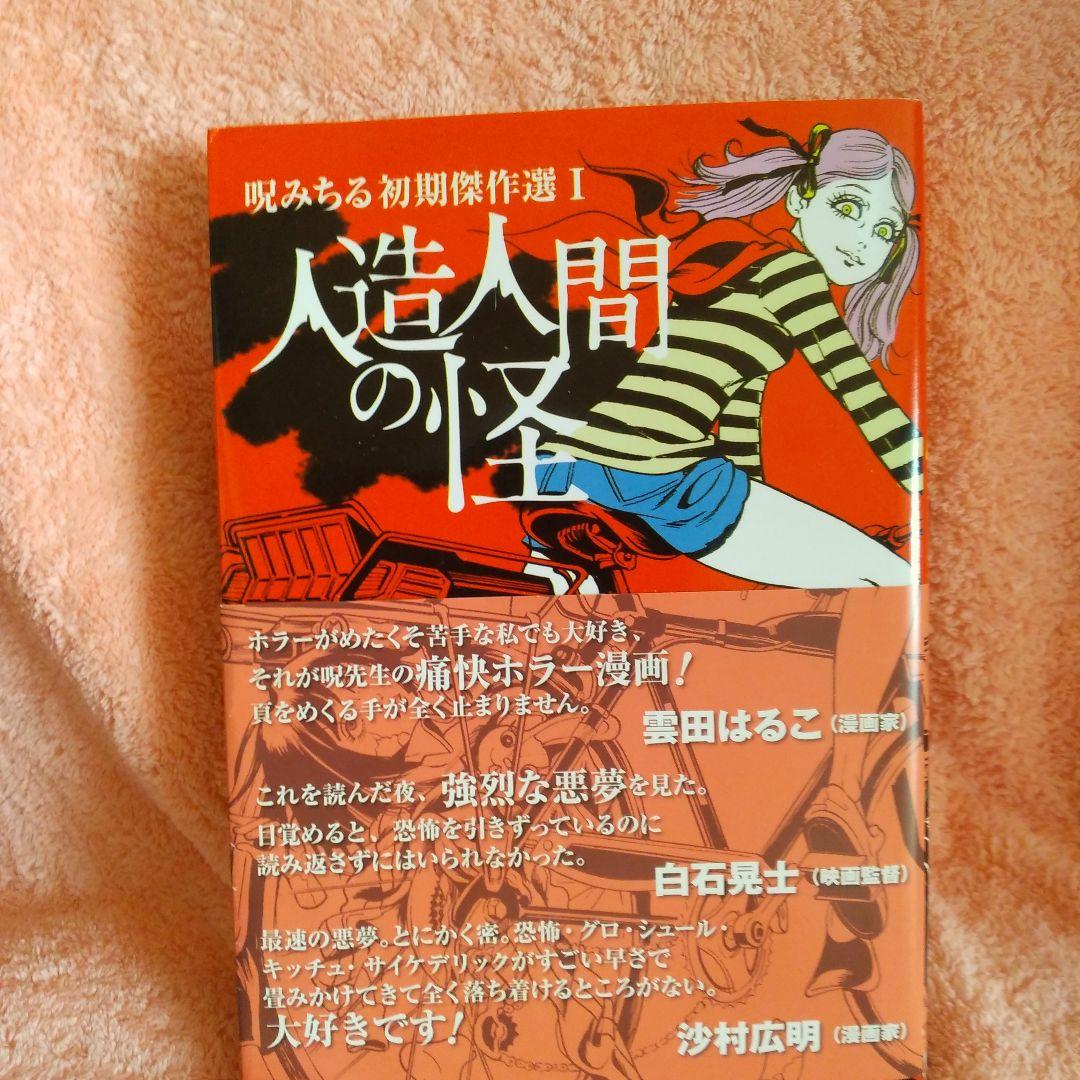 呪みちる初期傑作選Ⅰ
人造人間
の怪
ホラーがめたくそ苦手な私でも大好き、
それが呪先生の痛快ホラー漫画！
頁をめくる手が全く止まりません。
雲田はるこ（漫画家）
これを読んだ夜、強烈な悪夢を見た。
目覚めると、恐怖を引きずっているのに
読み返さずにはいられなかった。
白石晃士（映画監督）
最速の悪夢。とにかく密。恐怖・グロ・シュール・
キッチュ・サイケデリックがすごい早さで
畳みかけてきて全く落ち着けるところがない。
大好きです！
沙村広明（漫画家）